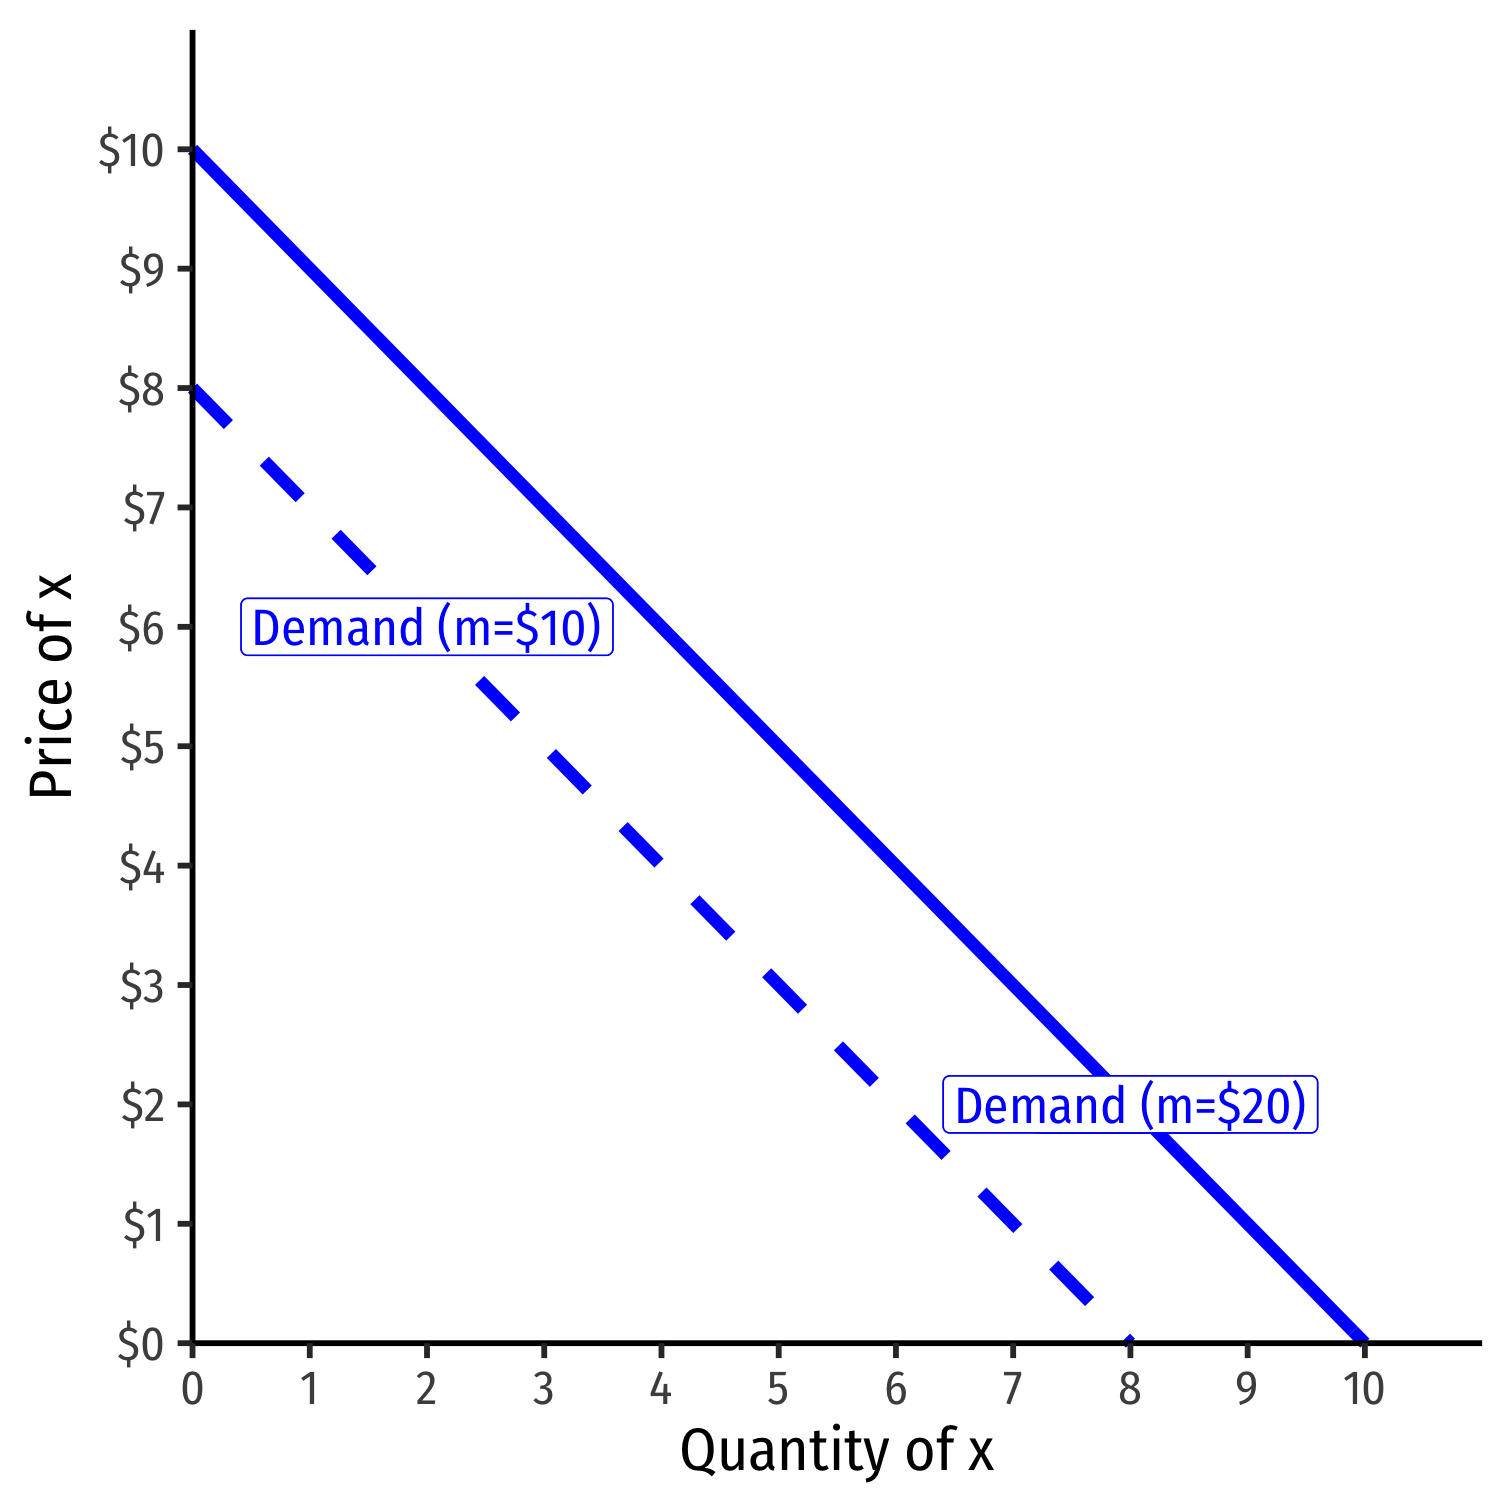 $10
$9
$8
$7
$6
$5
$4
$3
$2
$1
$0
Price of x
Demand (m=$10)
Demand (m=$20)
0 1 2 3 4 5 6 7 8 9 10
Quantity of x